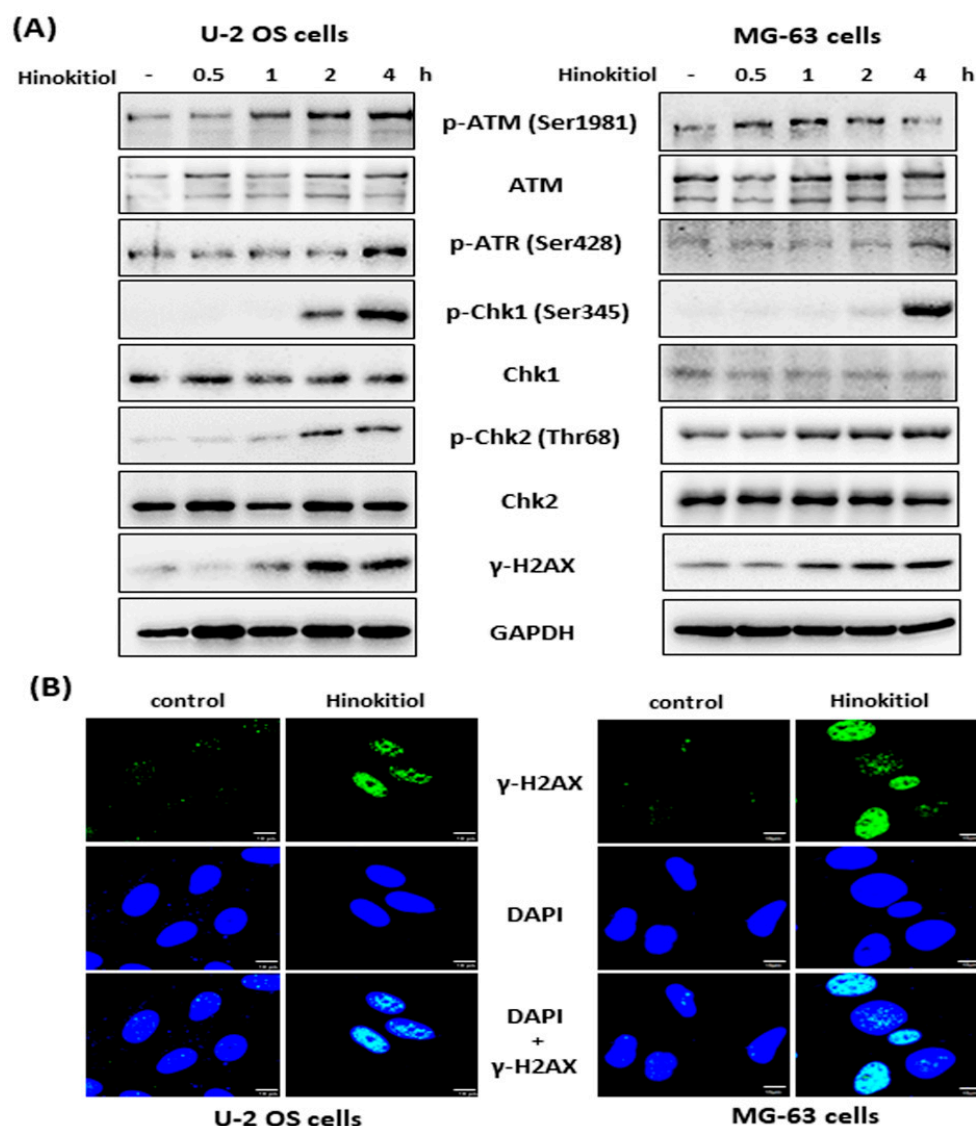 (A)
U-2 OS cells
MG-63 cells
Hinokitiol - 0.5 1 2 4 h
Hinokitiol - 0.5 1 2 4 h
p-ATM (Ser1981)
ATM
p-ATR (Ser428)
p-Chk1 (Ser345)
Chk1
p-Chk2 (Thr68)
Chk2
γ-H2AX
GAPDH
(B)
control Hinokitiol
control Hinokitiol
γ-H2AX
DAPI
DAPI
+
γ-H2AX
U-2 OS cells
MG-63 cells